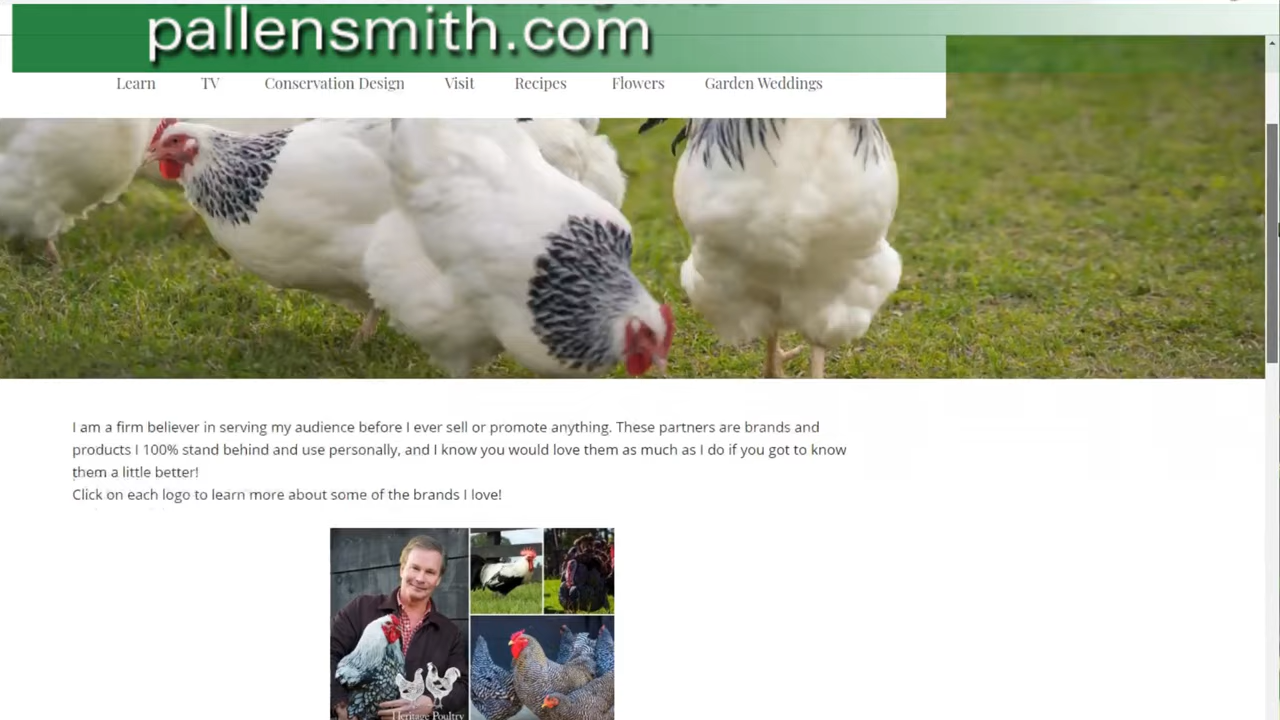 pallensmith.com
Learn TV Conservation Design Visit Recipes Flowers Garden Weddings
I am a firm believer in serving my audience before I ever sell or promote anything. These partners are brands and
products I 100% stand behind and use personally, and I know you would love them as much as I do if you got to know
them a little better!
Click on each logo to learn more about some of the brands I love!
Heritage Poultry